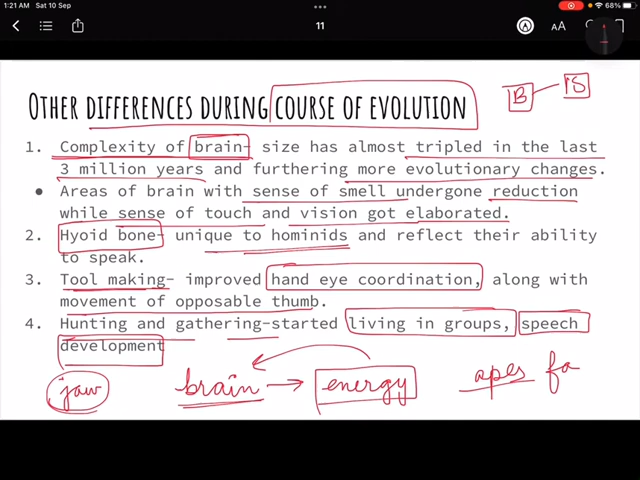 1:21 AM Sat 10 Sep
68%
11
AA
OTHER DIFFERENCES DURING COURSE OF EVOLUTION
B
1. Complexity of brain- size has almost tripled in the last
3 million years and furthering more evolutionary changes.
● Areas of brain with sense of smell undergone reduction
while sense of touch and vision got elaborated.
2. Hyoid bone- unique to hominids and reflect their ability
to speak.
3. Tool making- improved hand eye coordination, along with
movement of opposable thumb.
4. Hunting and gathering-started living in groups, speech
development
jaw brain → energy apes fa